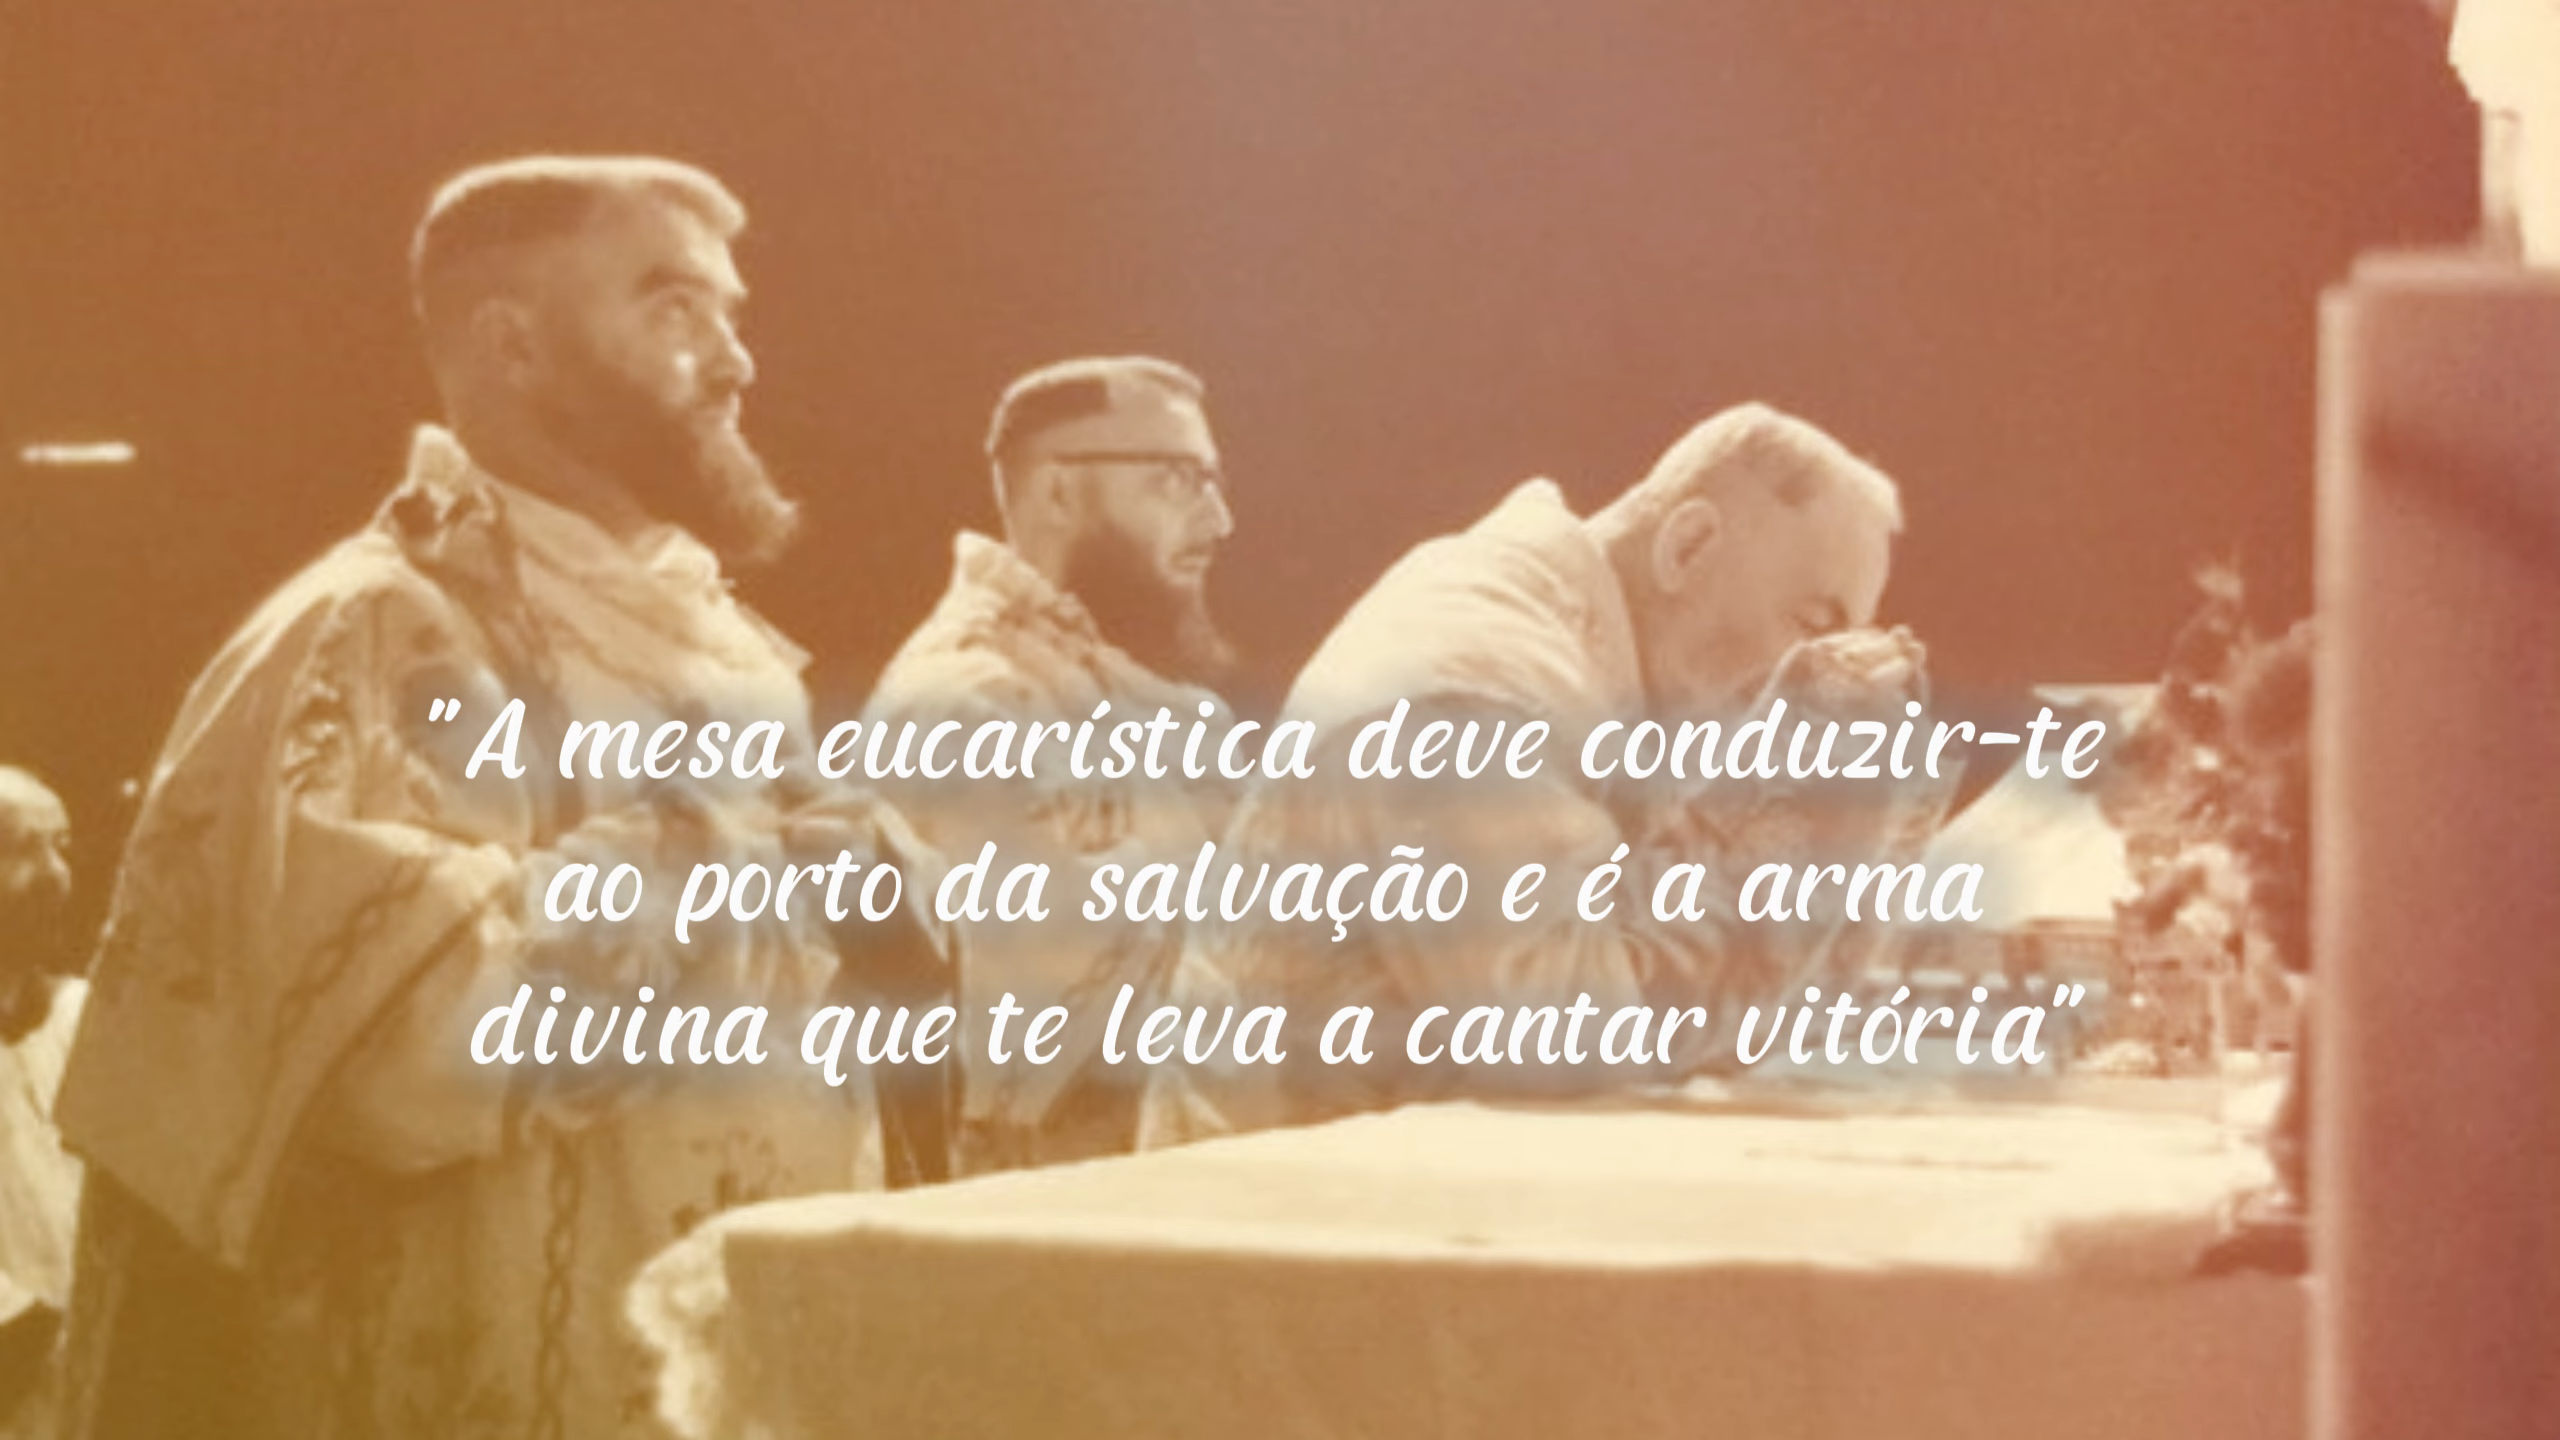 "A mesa eucarística deve conduzir-te
ao porto da salvação e é a arma
divina que te leva a cantar vitória"